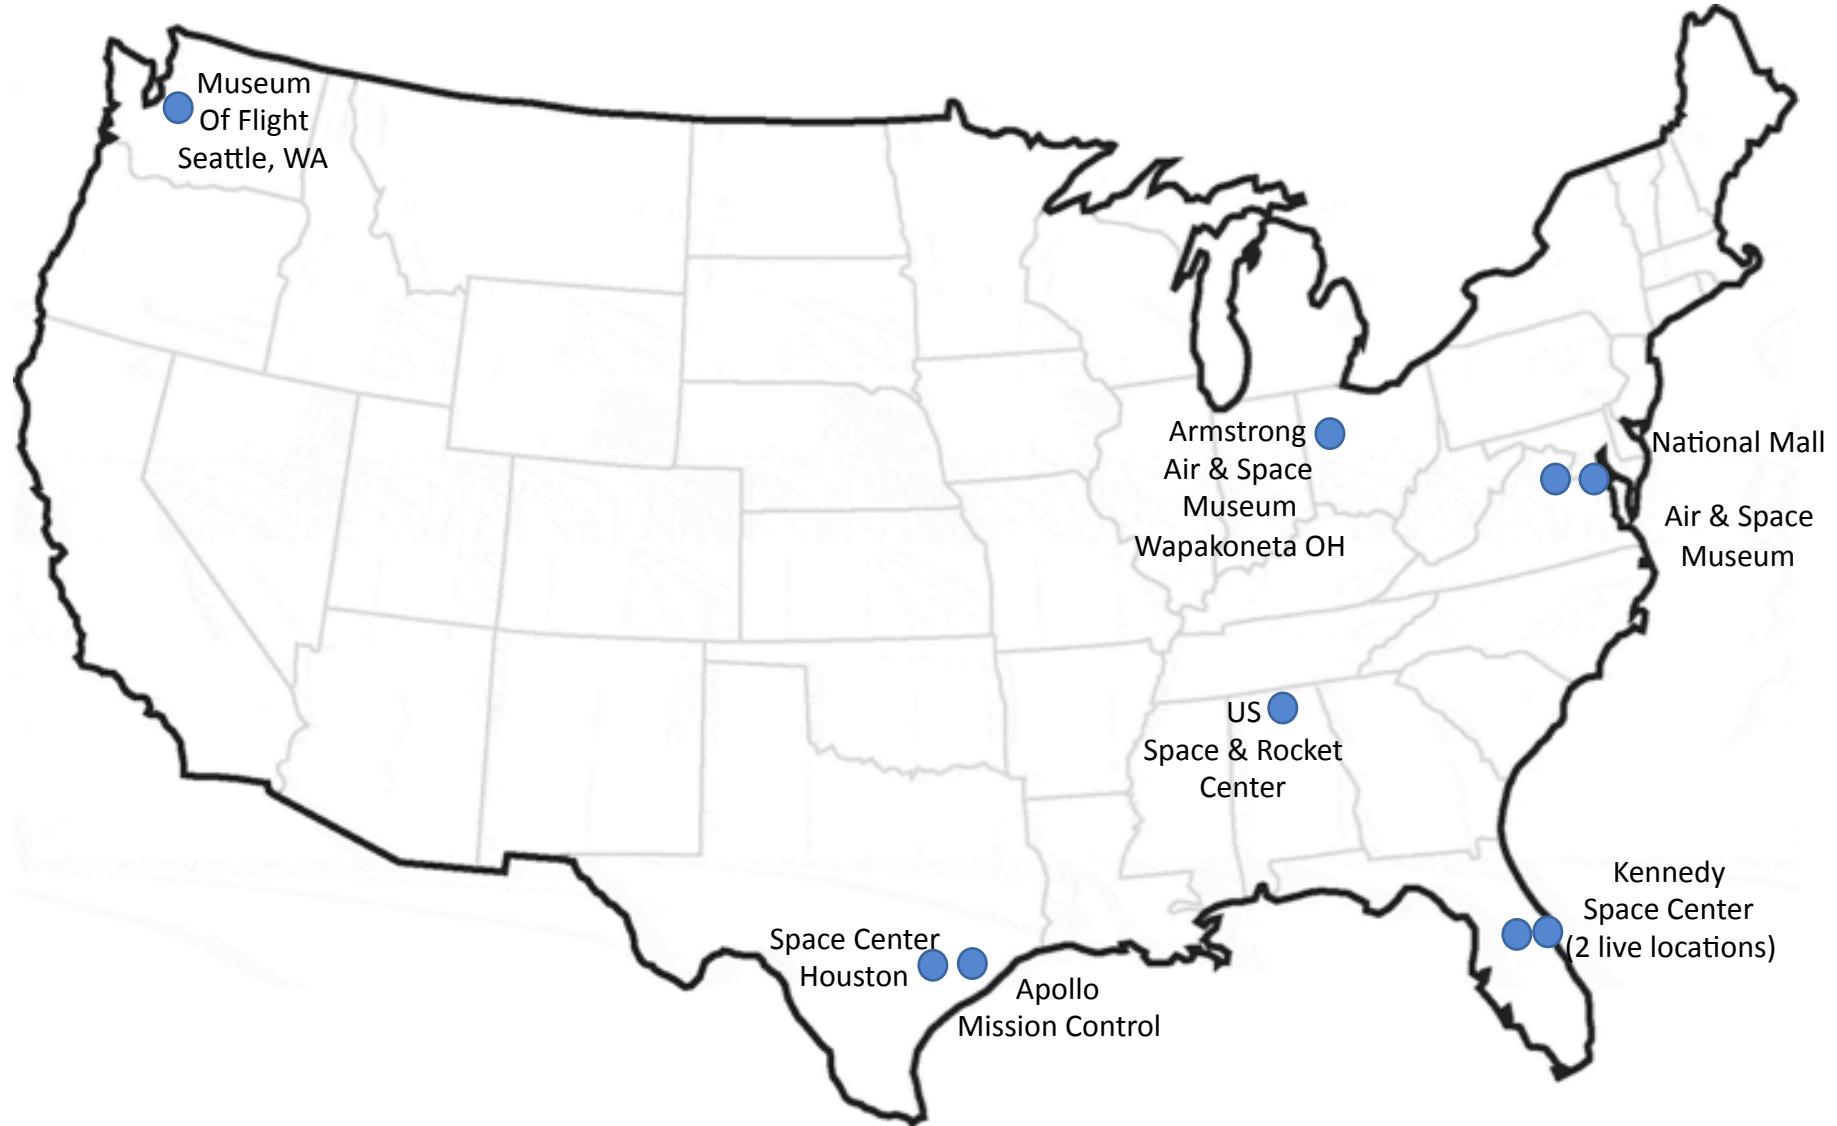 Museum
Of Flight
Seattle, WA
Armstrong
Air & Space
Museum
Wapakoneta OH
National Mall
Air & Space
Museum
US
Space & Rocket
Center
Kennedy
Space Center
(2 live locations)
Space Center
Houston
Apollo
Mission Control